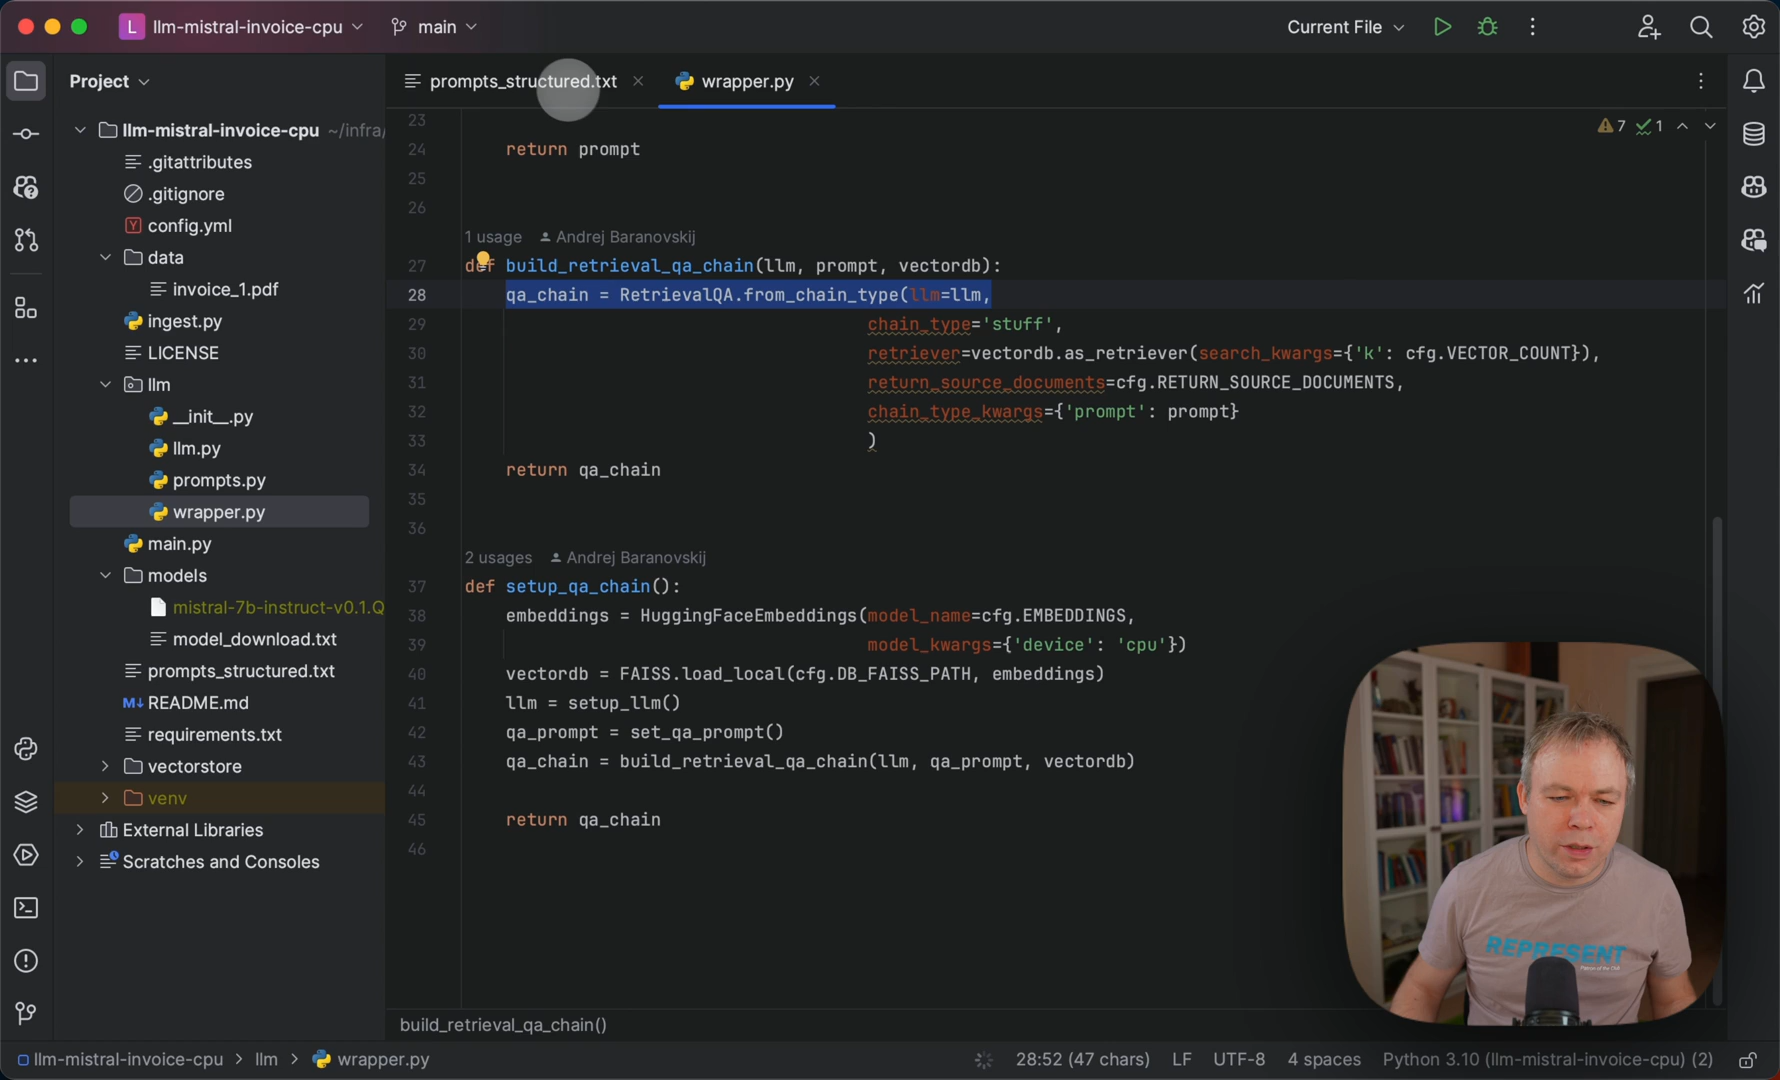 L llm-mistral-invoice-cpu main Current File
Project
prompts_structured.txt wrapper.py
llm-mistral-invoice-cpu ~/infra/
.gitattributes
.gitignore
config.yml
data
invoice_1.pdf
ingest.py
LICENSE
llm
__init__.py
llm.py
prompts.py
wrapper.py
main.py
models
mistral-7b-instruct-v0.1.Q
model_download.txt
prompts_structured.txt
README.md
requirements.txt
vectorstore
venv
External Libraries
Scratches and Consoles
7 1
23
24 return prompt
25
26
1 usage Andrej Baranovskij
27 def build_retrieval_qa_chain(llm, prompt, vectordb):
28 qa_chain = RetrievalQA.from_chain_type(llm=llm,
29 chain_type='stuff',
30 retriever=vectordb.as_retriever(search_kwargs={'k': cfg.VECTOR_COUNT}),
31 return_source_documents=cfg.RETURN_SOURCE_DOCUMENTS,
32 chain_type_kwargs={'prompt': prompt}
33 )
34 return qa_chain
35
36
2 usages Andrej Baranovskij
37 def setup_qa_chain():
38 embeddings = HuggingFaceEmbeddings(model_name=cfg.EMBEDDINGS,
39 model_kwargs={'device': 'cpu'})
40 vectordb = FAISS.load_local(cfg.DB_FAISS_PATH, embeddings)
41 llm = setup_llm()
42 qa_prompt = set_qa_prompt()
43 qa_chain = build_retrieval_qa_chain(llm, qa_prompt, vectordb)
44
45 return qa_chain
46
REPRESENT
build_retrieval_qa_chain()
llm-mistral-invoice-cpu > llm > wrapper.py 28:52 (47 chars) LF UTF-8 4 spaces Python 3.10 (llm-mistral-invoice-cpu) (2)